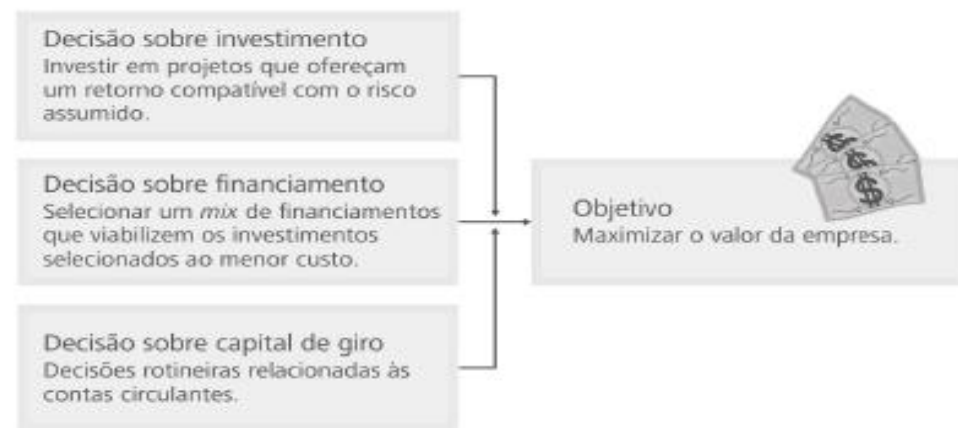 Decisão sobre investimento
Investir em projetos que ofereçam
um retorno compatível com o risco
assumido.
Decisão sobre financiamento
Selecionar um mix de financiamentos
que viabilizem os investimentos
selecionados ao menor custo.
Decisão sobre capital de giro
Decisões rotineiras relacionadas às
contas circulantes.
Objetivo
Maximizar o valor da empresa.
$ $ $